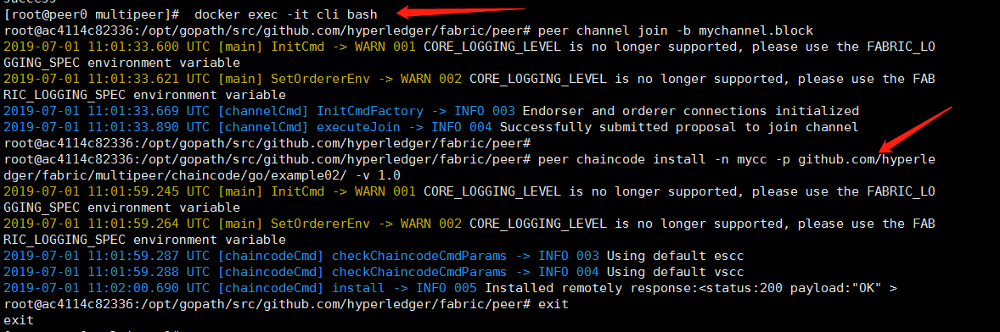 success
[root@peer0 multipeer]#  docker exec -it cli bash
root@ac4114c82336:/opt/gopath/src/github.com/hyperledger/fabric/peer# peer channel join -b mychannel.block
2019-07-01 11:01:33.600 UTC [main] InitCmd -> WARN 001 CORE_LOGGING_LEVEL is no longer supported, please use the FABRIC_LO
GGING_SPEC environment variable
2019-07-01 11:01:33.621 UTC [main] SetOrdererEnv -> WARN 002 CORE_LOGGING_LEVEL is no longer supported, please use the FAB
RIC_LOGGING_SPEC environment variable
2019-07-01 11:01:33.669 UTC [channelCmd] InitCmdFactory -> INFO 003 Endorser and orderer connections initialized
2019-07-01 11:01:33.890 UTC [channelCmd] executeJoin -> INFO 004 Successfully submitted proposal to join channel
root@ac4114c82336:/opt/gopath/src/github.com/hyperledger/fabric/peer#
root@ac4114c82336:/opt/gopath/src/github.com/hyperledger/fabric/peer# peer chaincode install -n mycc -p github.com/hyperle
dger/fabric/multipeer/chaincode/go/example02/ -v 1.0
2019-07-01 11:01:59.245 UTC [main] InitCmd -> WARN 001 CORE_LOGGING_LEVEL is no longer supported, please use the FABRIC_LO
GGING_SPEC environment variable
2019-07-01 11:01:59.264 UTC [main] SetOrdererEnv -> WARN 002 CORE_LOGGING_LEVEL is no longer supported, please use the FAB
RIC_LOGGING_SPEC environment variable
2019-07-01 11:01:59.287 UTC [chaincodeCmd] checkChaincodeCmdParams -> INFO 003 Using default escc
2019-07-01 11:01:59.288 UTC [chaincodeCmd] checkChaincodeCmdParams -> INFO 004 Using default vscc
2019-07-01 11:02:00.690 UTC [chaincodeCmd] install -> INFO 005 Installed remotely response:<status:200 payload:"OK" >
root@ac4114c82336:/opt/gopath/src/github.com/hyperledger/fabric/peer# exit
exit